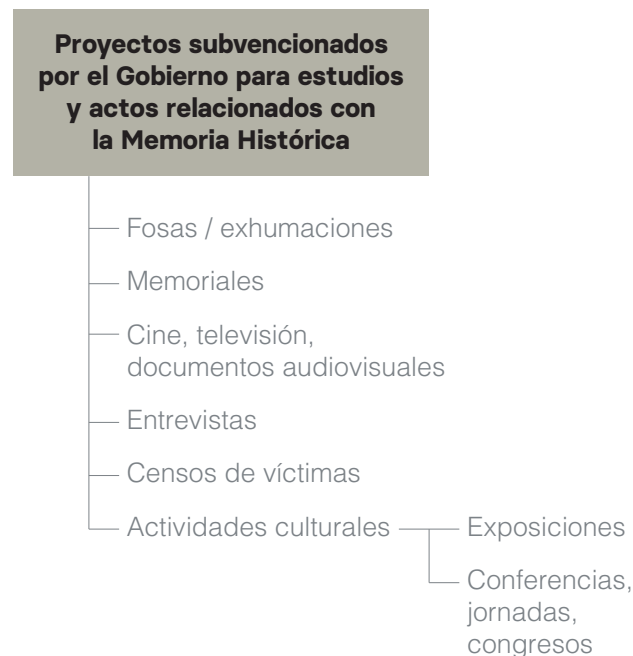 Proyectos subvencionados
por el Gobierno para estudios
y actos relacionados con
la Memoria Histórica
Fosas / exhumaciones
Memoriales
Cine, televisión,
documentos audiovisuales
Entrevistas
Censos de víctimas
Actividades culturales
Exposiciones
Conferencias,
jornadas,
congresos